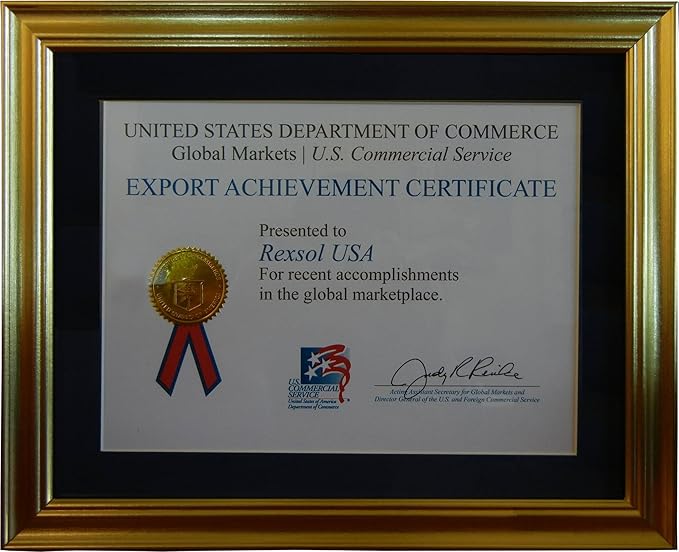 UNITED STATES DEPARTMENT OF COMMERCE
Global Markets | U.S. Commercial Service
EXPORT ACHIEVEMENT CERTIFICATE
Presented to
Rexsol USA
For recent accomplishments
in the global marketplace.
U.S.
COMMERCIAL
SERVICE
United States of America
Department of Commerce
Acting Assistant Secretary for Global Markets and
Director General of the U.S. and Foreign Commercial Service